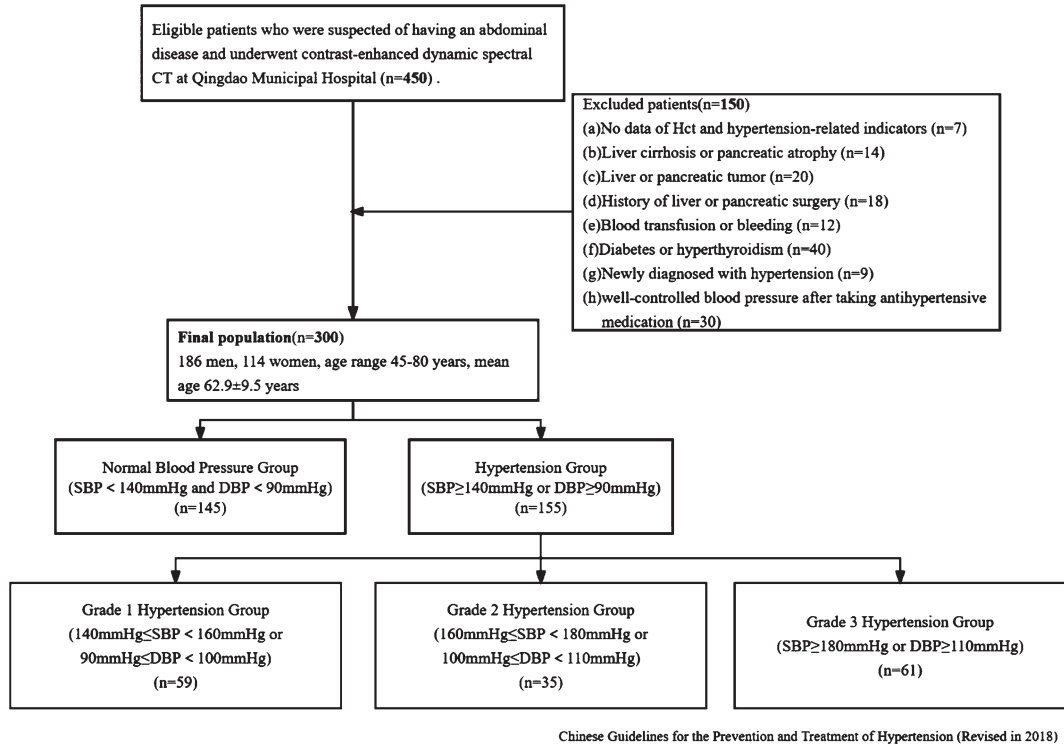 Eligible patients who were suspected of having an abdominal
disease and underwent contrast-enhanced dynamic spectral
CT at Qingdao Municipal Hospital (n=450) .
Excluded patients(n=150)
(a)No data of Hct and hypertension-related indicators (n=7)
(b)Liver cirrhosis or pancreatic atrophy (n=14)
(c)Liver or pancreatic tumor (n=20)
(d)History of liver or pancreatic surgery (n=18)
(e)Blood transfusion or bleeding (n=12)
(f)Diabetes or hyperthyroidism (n=40)
(g)Newly diagnosed with hypertension (n=9)
(h)well-controlled blood pressure after taking antihypertensive
medication (n=30)
Final population(n=300)
186 men, 114 women, age range 45-80 years, mean
age 62.9±9.5 years
Normal Blood Pressure Group
(SBP < 140mmHg and DBP < 90mmHg)
(n=145)
Hypertension Group
(SBP≥140mmHg or DBP≥90mmHg)
(n=155)
Grade 1 Hypertension Group
(140mmHg≤SBP < 160mmHg or
90mmHg≤DBP < 100mmHg)
(n=59)
Grade 2 Hypertension Group
(160mmHg≤SBP < 180mmHg or
100mmHg≤DBP < 110mmHg)
(n=35)
Grade 3 Hypertension Group
(SBP≥180mmHg or DBP≥110mmHg)
(n=61)
Chinese Guidelines for the Prevention and Treatment of Hypertension (Revised in 2018)